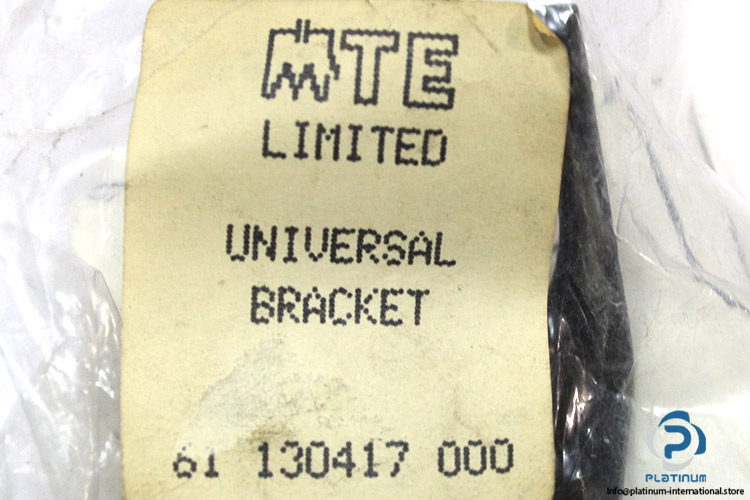 MTE
LIMITED
UNIVERSAL
BRACKET
61 130417 000
PLATINUM
Info@platinum-international.store